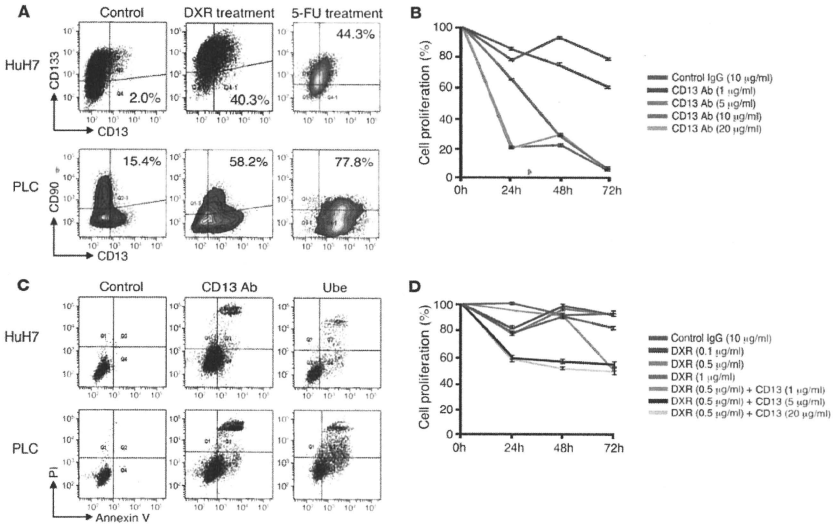 A
Control
DXR treatment
5-FU treatment
HuH7
CD133
2.0%
40.3%
44.3%
CD13
PLC
CD90
15.4%
58.2%
77.8%
CD13
B
Cell proliferation (%)
100
80
60
40
20
0
0h
24h
48h
72h
Control IgG (10 µg/ml)
CD13 Ab (1 µg/ml)
CD13 Ab (5 µg/ml)
CD13 Ab (10 µg/ml)
CD13 Ab (20 µg/ml)
C
Control
CD13 Ab
Ube
HuH7
PLC
PI
Annexin V
D
Cell proliferation (%)
100
80
60
40
20
0
0h
24h
48h
72h
Control IgG (10 µg/ml)
DXR (0.1 µg/ml)
DXR (0.5 µg/ml)
DXR (1 µg/ml)
DXR (0.5 µg/ml) + CD13 (1 µg/ml)
DXR (0.5 µg/ml) + CD13 (5 µg/ml)
DXR (0.5 µg/ml) + CD13 (20 µg/ml)